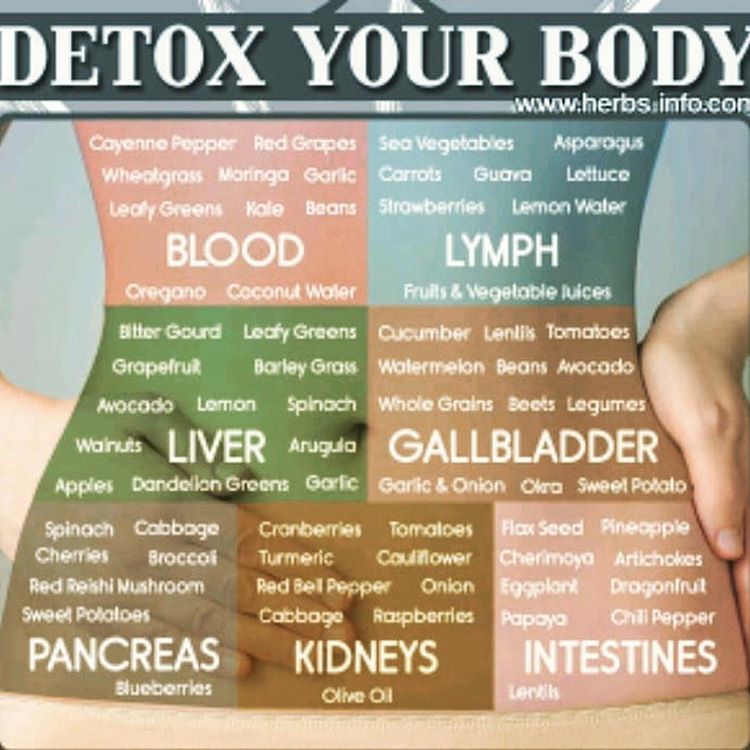 DETOX YOUR BODY
www.herbs-info.com
Cayenne Pepper Red Grapes
Wheatgrass Moringa Garlic
Leafy Greens Kale Beans
BLOOD
Oregano Coconut Water
Sea Vegetables Asparagus
Carrots Guava Lettuce
Strawberries Lemon Water
LYMPH
Fruits & Vegetable Juices
Bitter Gourd Leafy Greens
Grapefruit Barley Grass
Avocado Lemon Spinach
Walnuts LIVER Arugula
Apples Dandelion Greens Garlic
Cucumber Lentils Tomatoes
Watermelon Beans Avocado
Whole Grains Beets Legumes
GALLBLADDER
Garlic & Onion Okra Sweet Potato
Spinach Cabbage
Cherries Broccoli
Red Reishi Mushroom
Sweet Potatoes
PANCREAS
Blueberries
Cranberries Tomatoes
Turmeric Cauliflower
Red Bell Pepper Onion
Cabbage Raspberries
KIDNEYS
Olive Oil
Flax Seed Pineapple
Cherimoya Artichokes
Eggplant Dragonfruit
Papaya Chili Pepper
INTESTINES
Lentils